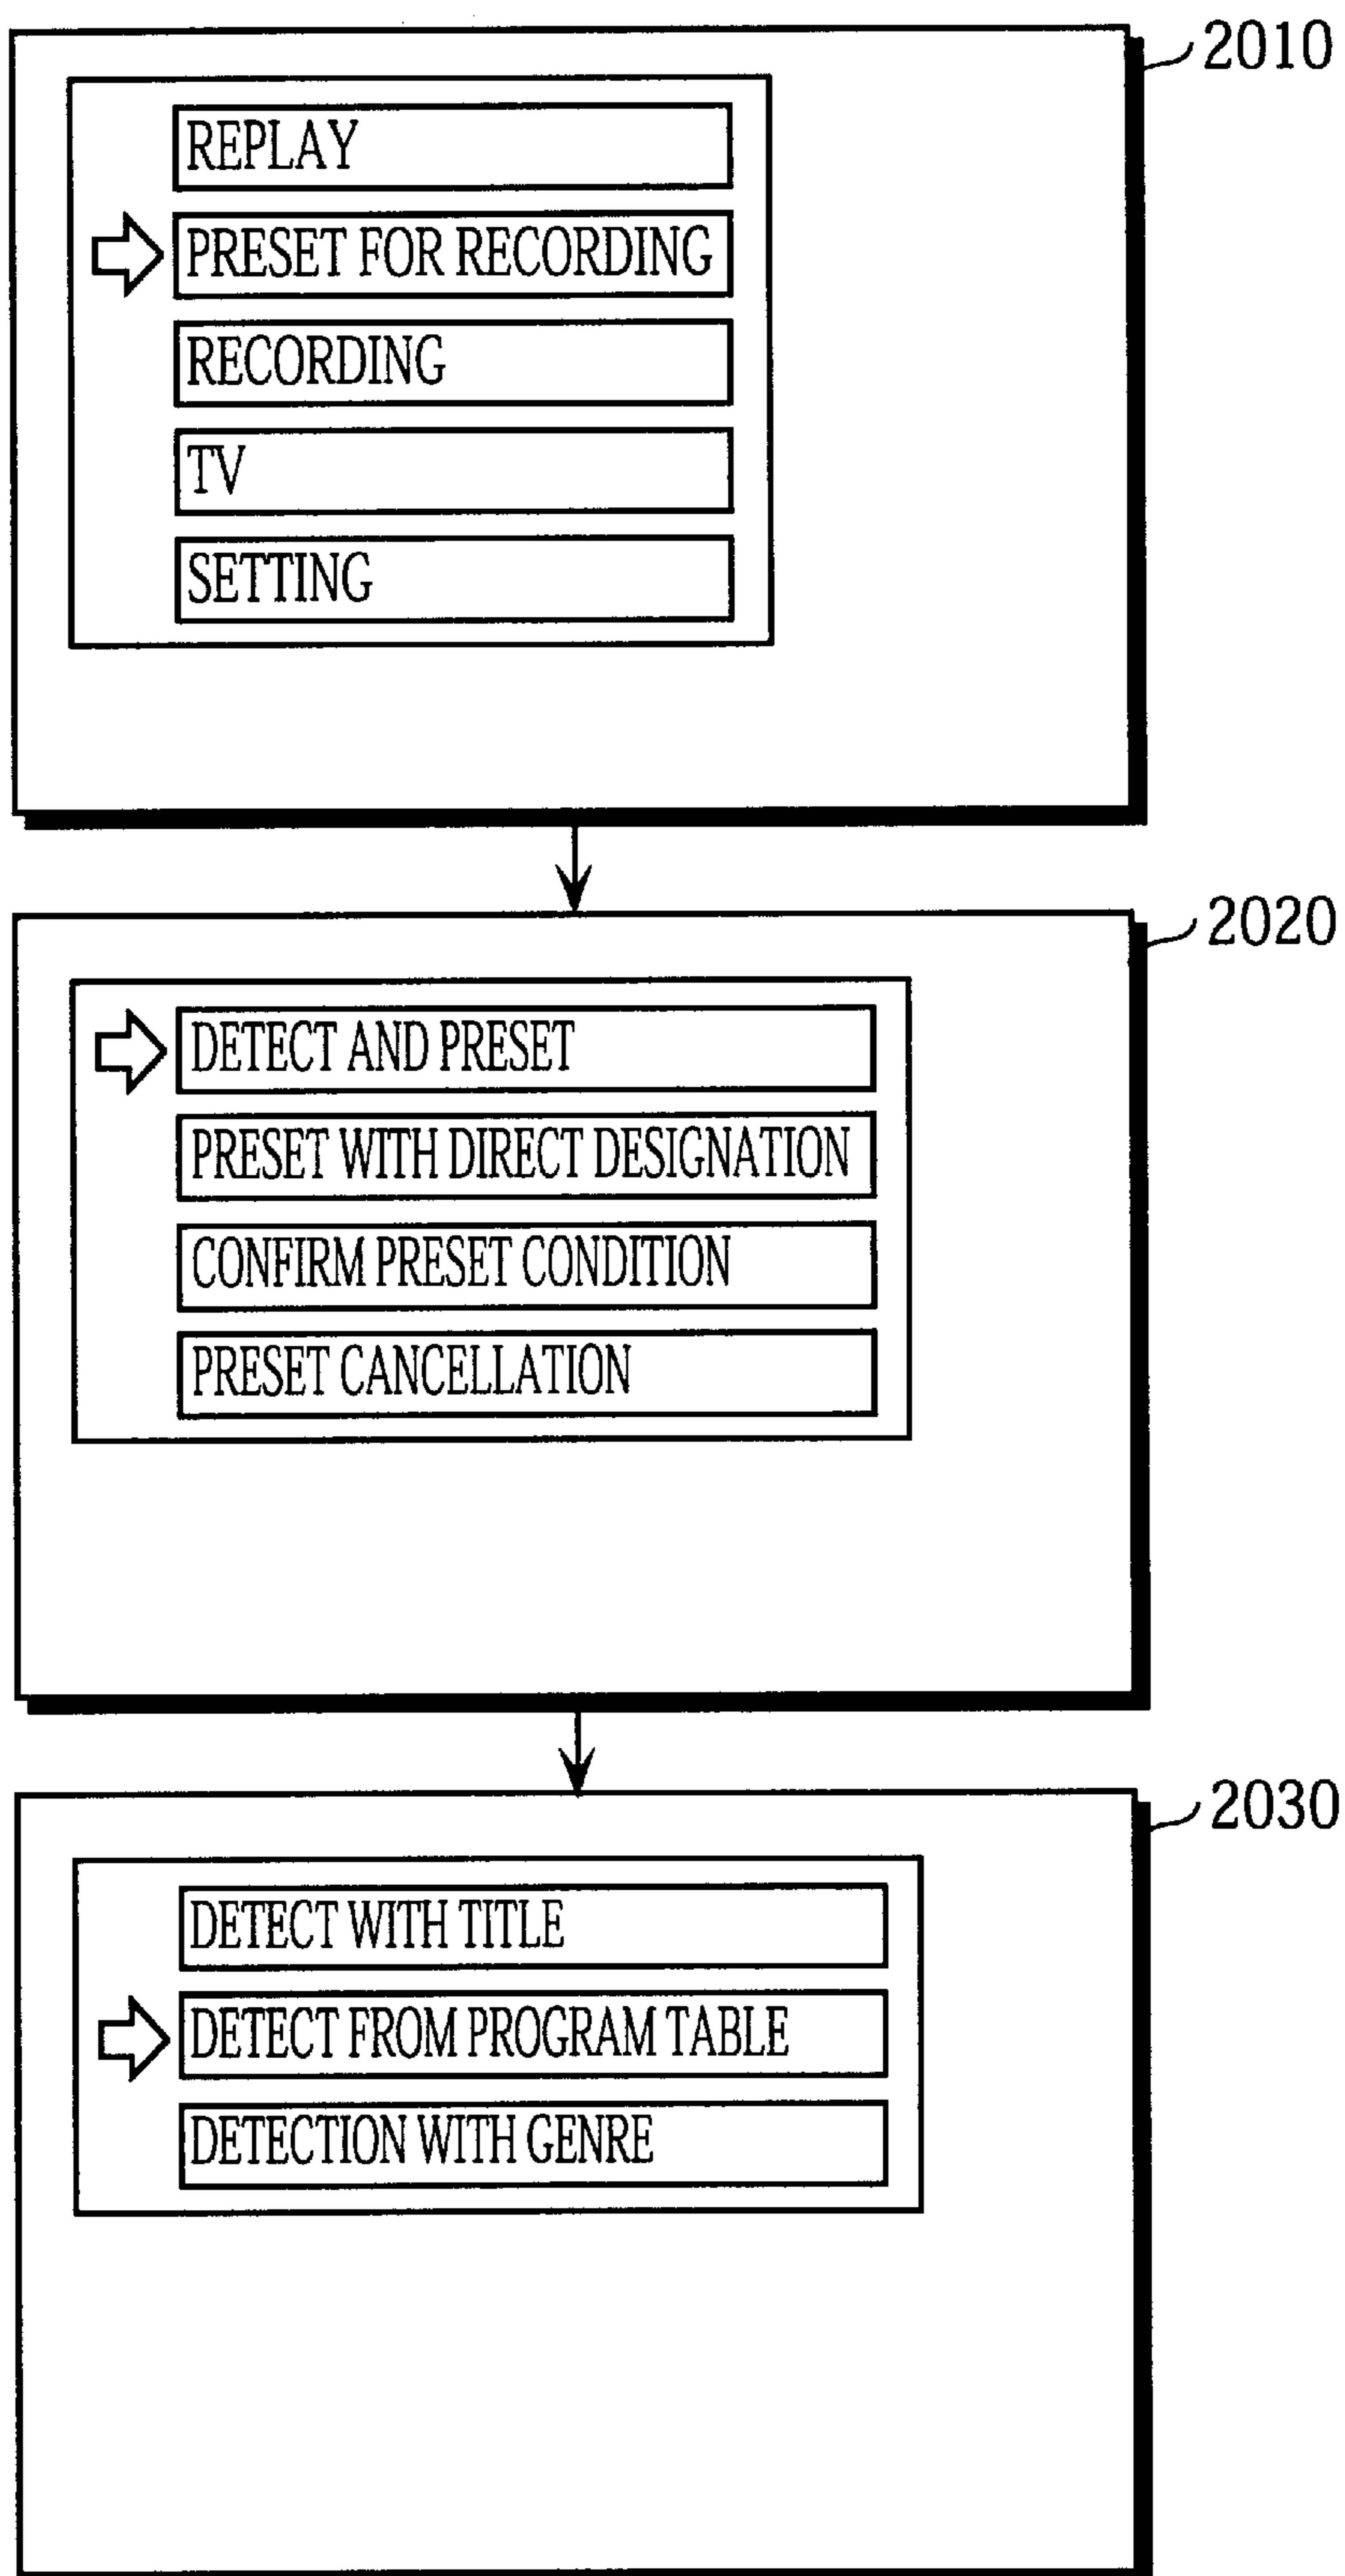 2010
REPLAY
PRESET FOR RECORDING
RECORDING
TV
SETTING
2020
DETECT AND PRESET
PRESET WITH DIRECT DESIGNATION
CONFIRM PRESET CONDITION
PRESET CANCELLATION
2030
DETECT WITH TITLE
DETECT FROM PROGRAM TABLE
DETECTION WITH GENRE